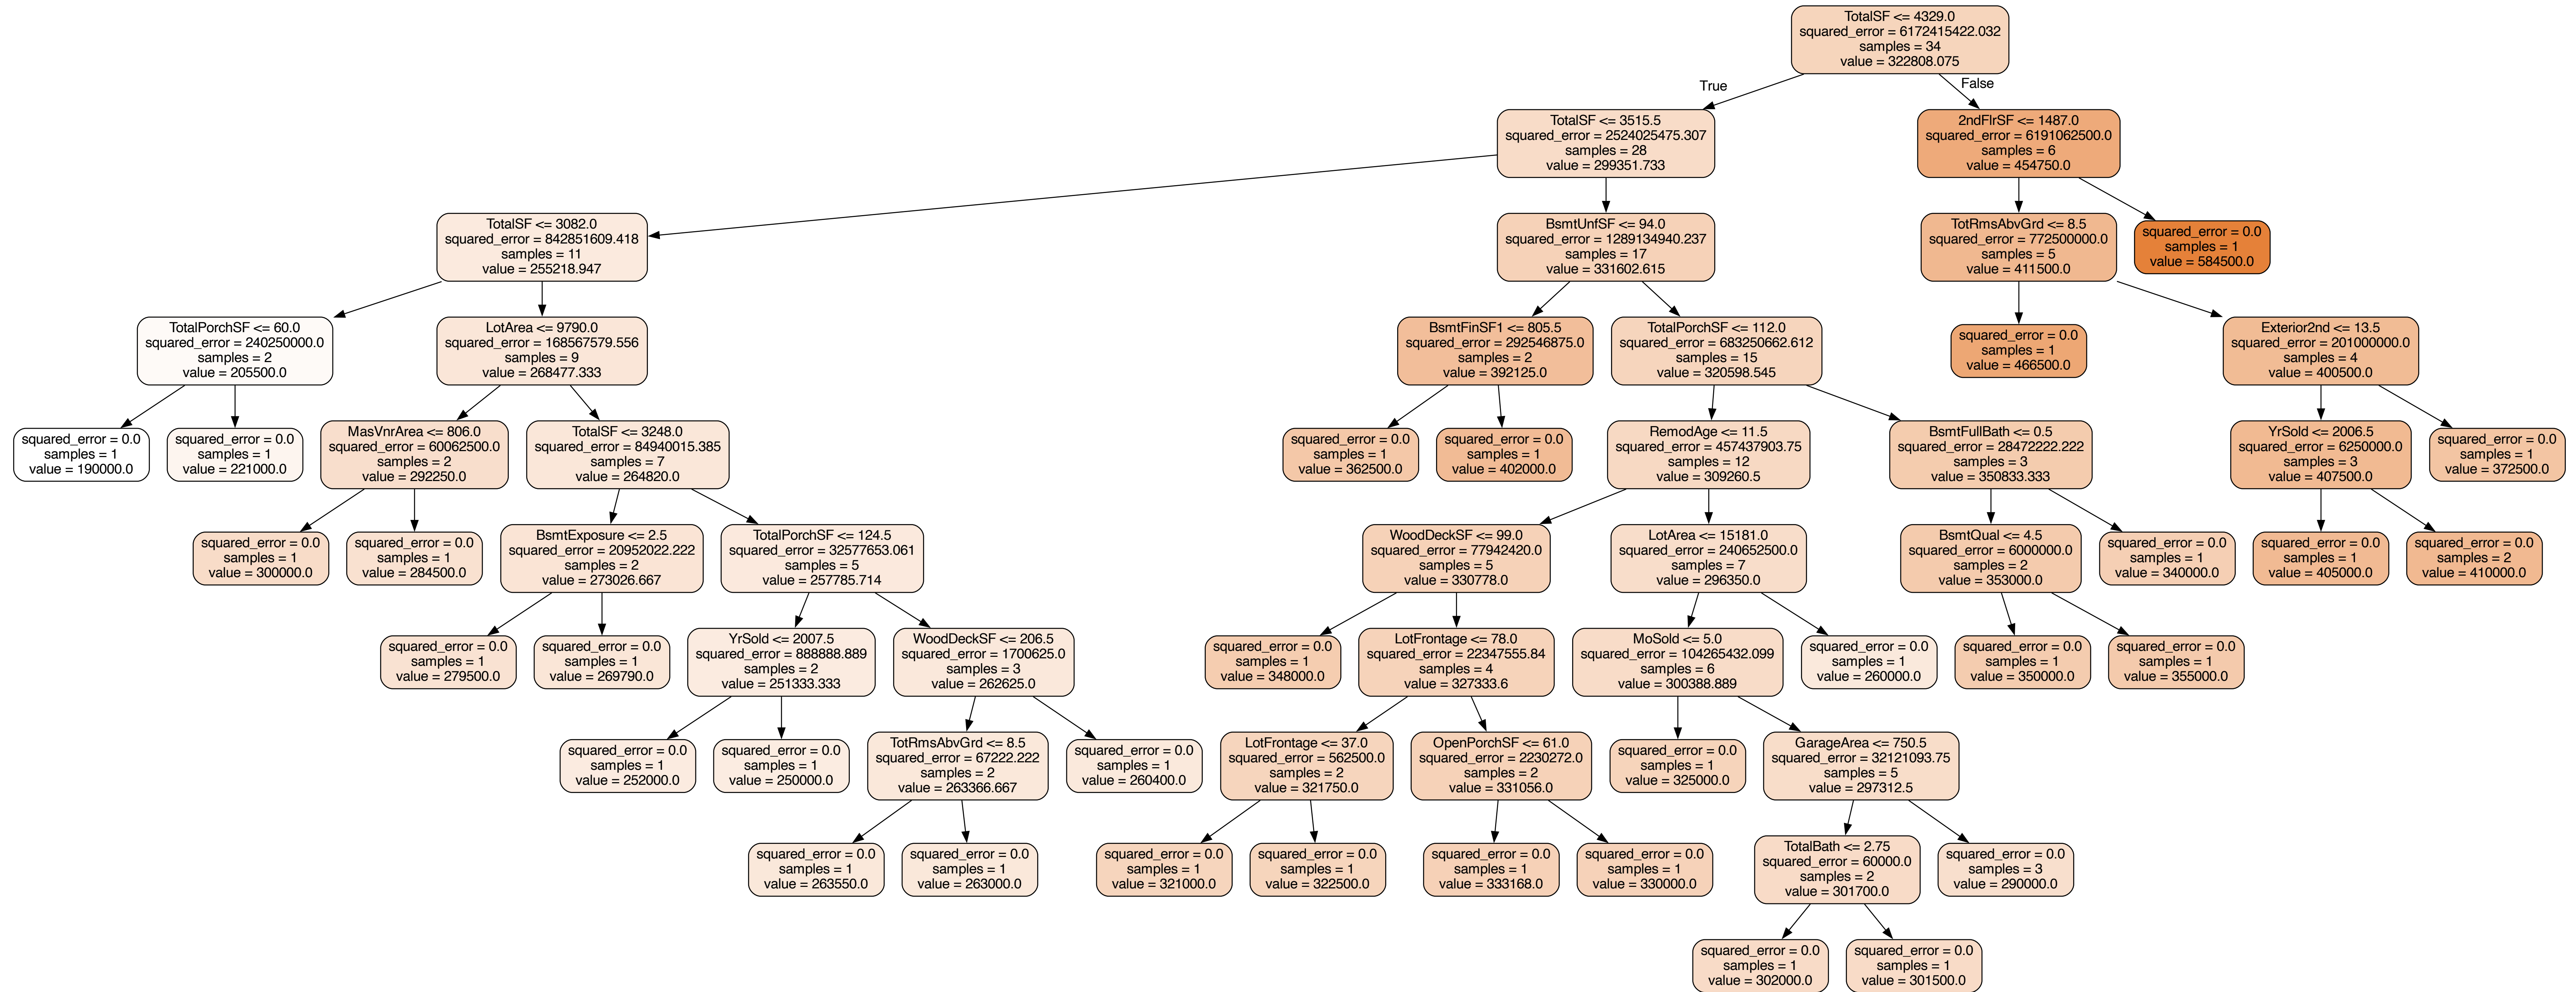 TotalSF <= 4329.0
squared_error = 6172415422.032
samples = 34
value = 322808.075
True
False
TotalSF <= 3515.5
squared_error = 2524025475.307
samples = 28
value = 299351.733
2ndFlrSF <= 1487.0
squared_error = 6191062500.0
samples = 6
value = 454750.0
TotalSF <= 3082.0
squared_error = 842851609.418
samples = 11
value = 255218.947
BsmtUnfSF <= 94.0
squared_error = 1289134940.237
samples = 17
value = 331602.615
TotRmsAbvGrd <= 8.5
squared_error = 772500000.0
samples = 5
value = 411500.0
squared_error = 0.0
samples = 1
value = 584500.0
TotalPorchSF <= 60.0
squared_error = 240250000.0
samples = 2
value = 205500.0
LotArea <= 9790.0
squared_error = 168567579.556
samples = 9
value = 268477.333
BsmtFinSF1 <= 805.5
squared_error = 292546875.0
samples = 2
value = 392125.0
TotalPorchSF <= 112.0
squared_error = 683250662.612
samples = 15
value = 320598.545
squared_error = 0.0
samples = 1
value = 466500.0
Exterior2nd <= 13.5
squared_error = 201000000.0
samples = 4
value = 400500.0
squared_error = 0.0
samples = 1
value = 190000.0
squared_error = 0.0
samples = 1
value = 221000.0
MasVnrArea <= 806.0
squared_error = 60062500.0
samples = 2
value = 292250.0
TotalSF <= 3248.0
squared_error = 84940015.385
samples = 7
value = 264820.0
squared_error = 0.0
samples = 1
value = 362500.0
squared_error = 0.0
samples = 1
value = 402000.0
RemodAge <= 11.5
squared_error = 457437903.75
samples = 12
value = 309260.5
BsmtFullBath <= 0.5
squared_error = 28472222.222
samples = 3
value = 350833.333
YrSold <= 2006.5
squared_error = 6250000.0
samples = 3
value = 407500.0
squared_error = 0.0
samples = 1
value = 372500.0
squared_error = 0.0
samples = 1
value = 300000.0
squared_error = 0.0
samples = 1
value = 284500.0
BsmtExposure <= 2.5
squared_error = 20952022.222
samples = 2
value = 273026.667
TotalPorchSF <= 124.5
squared_error = 32577653.061
samples = 5
value = 257785.714
WoodDeckSF <= 99.0
squared_error = 77942420.0
samples = 5
value = 330778.0
LotArea <= 15181.0
squared_error = 240652500.0
samples = 7
value = 296350.0
BsmtQual <= 4.5
squared_error = 6000000.0
samples = 2
value = 353000.0
squared_error = 0.0
samples = 1
value = 340000.0
squared_error = 0.0
samples = 1
value = 405000.0
squared_error = 0.0
samples = 2
value = 410000.0
squared_error = 0.0
samples = 1
value = 279500.0
squared_error = 0.0
samples = 1
value = 269790.0
YrSold <= 2007.5
squared_error = 888888.889
samples = 2
value = 251333.333
WoodDeckSF <= 206.5
squared_error = 1700625.0
samples = 3
value = 262625.0
squared_error = 0.0
samples = 1
value = 348000.0
LotFrontage <= 78.0
squared_error = 22347555.84
samples = 4
value = 327333.6
MoSold <= 5.0
squared_error = 104265432.099
samples = 6
value = 300388.889
squared_error = 0.0
samples = 1
value = 260000.0
squared_error = 0.0
samples = 1
value = 350000.0
squared_error = 0.0
samples = 1
value = 355000.0
squared_error = 0.0
samples = 1
value = 252000.0
squared_error = 0.0
samples = 1
value = 250000.0
TotRmsAbvGrd <= 8.5
squared_error = 67222.222
samples = 2
value = 263366.667
squared_error = 0.0
samples = 1
value = 260400.0
LotFrontage <= 37.0
squared_error = 562500.0
samples = 2
value = 321750.0
OpenPorchSF <= 61.0
squared_error = 2230272.0
samples = 2
value = 331056.0
squared_error = 0.0
samples = 1
value = 325000.0
GarageArea <= 750.5
squared_error = 32121093.75
samples = 5
value = 297312.5
squared_error = 0.0
samples = 1
value = 263550.0
squared_error = 0.0
samples = 1
value = 263000.0
squared_error = 0.0
samples = 1
value = 321000.0
squared_error = 0.0
samples = 1
value = 322500.0
squared_error = 0.0
samples = 1
value = 333168.0
squared_error = 0.0
samples = 1
value = 330000.0
TotalBath <= 2.75
squared_error = 60000.0
samples = 2
value = 301700.0
squared_error = 0.0
samples = 3
value = 290000.0
squared_error = 0.0
samples = 1
value = 302000.0
squared_error = 0.0
samples = 1
value = 301500.0